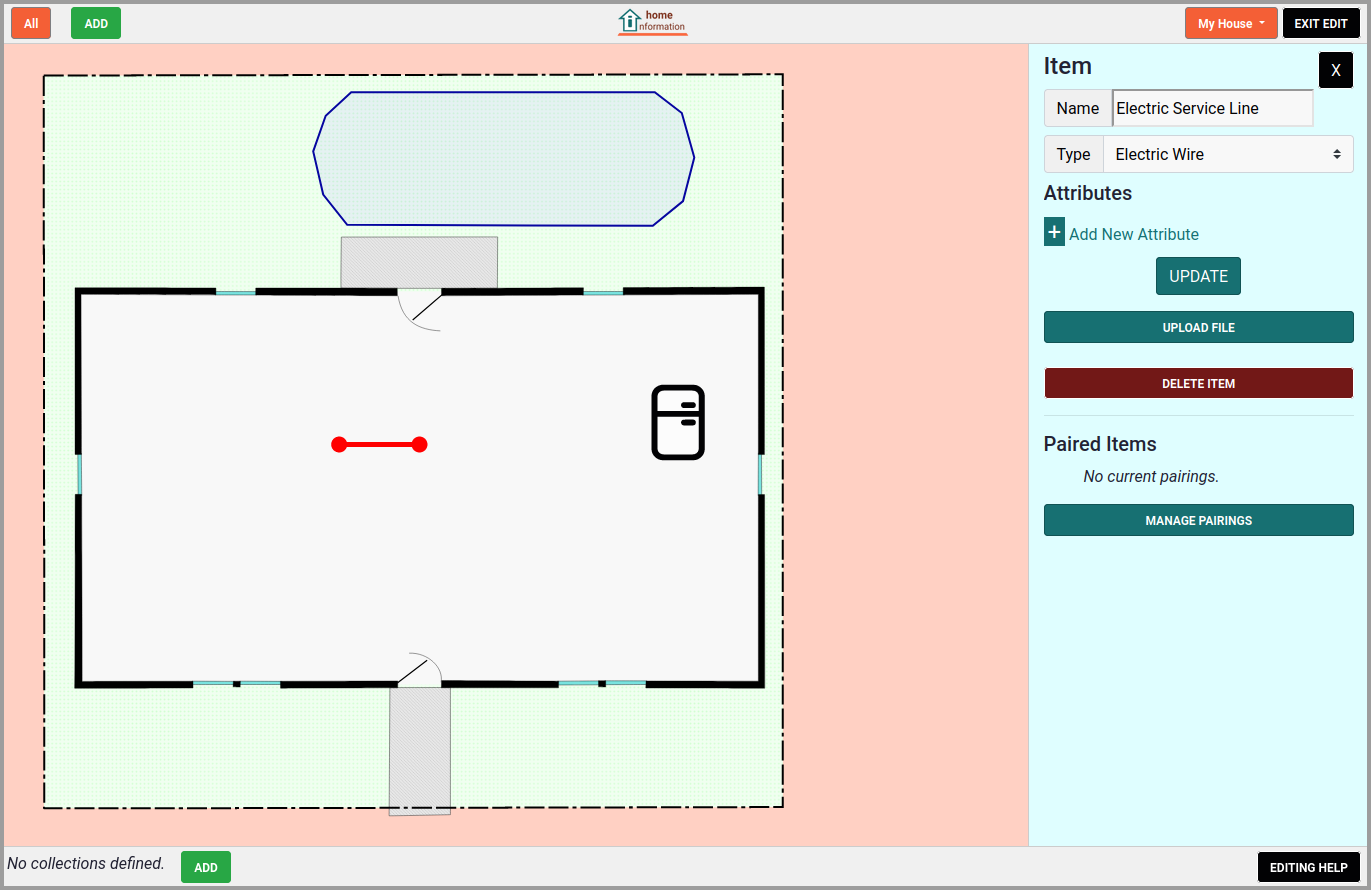 All
ADD
home
information
My House
EXIT EDIT
Item
X
Name
Electric Service Line
Type
Electric Wire
Attributes
+ Add New Attribute
UPDATE
UPLOAD FILE
DELETE ITEM
Paired Items
No current pairings.
MANAGE PAIRINGS
No collections defined.
ADD
EDITING HELP